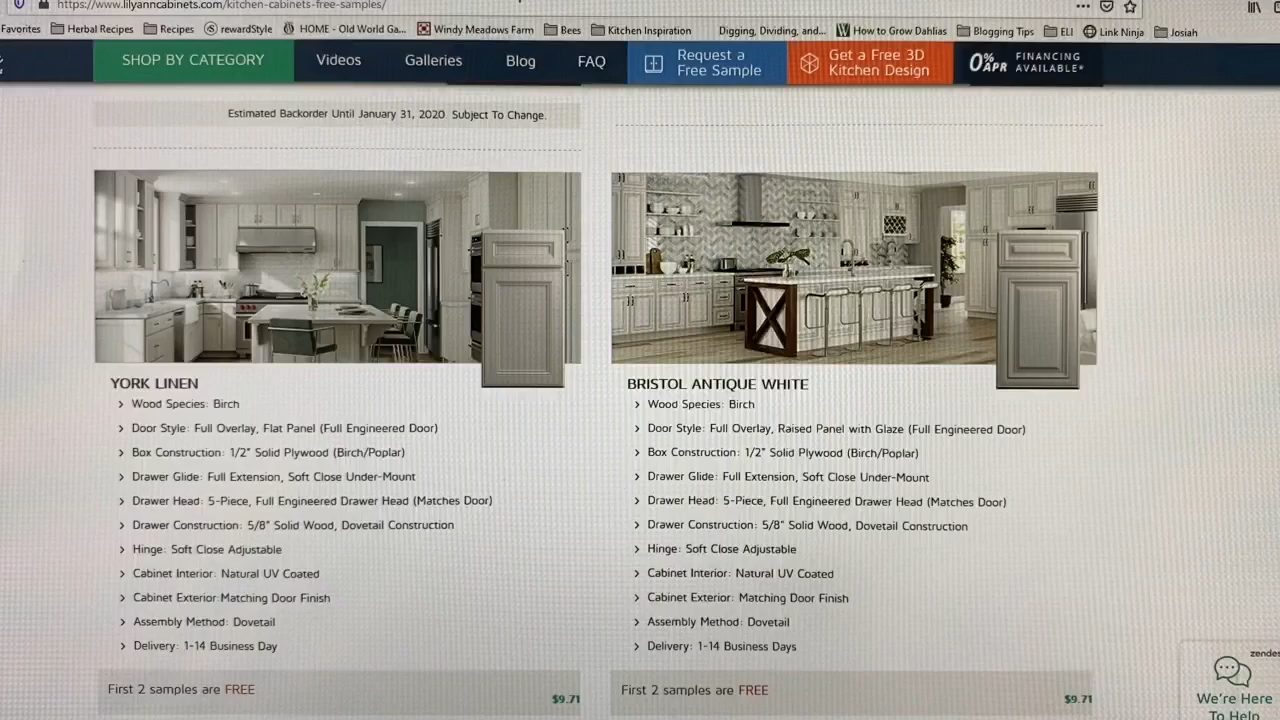 https://www.lilyanncabinets.com/kitchen-cabinets-free-samples/
Favorites Herbal Recipes Recipes rewardStyle HOME - Old World Ga... Windy Meadows Farm Bees Kitchen Inspiration Digging, Dividing, and... How to Grow Dahlias Blogging Tips ELI Link Ninja Josiah
SHOP BY CATEGORY Videos Galleries Blog FAQ
Request a
Free Sample
Get a Free 3D
Kitchen Design
0% APR FINANCING
AVAILABLE*
Estimated Backorder Until January 31, 2020. Subject To Change.
YORK LINEN
> Wood Species: Birch
> Door Style: Full Overlay, Flat Panel (Full Engineered Door)
> Box Construction: 1/2" Solid Plywood (Birch/Poplar)
> Drawer Glide: Full Extension, Soft Close Under-Mount
> Drawer Head: 5-Piece, Full Engineered Drawer Head (Matches Door)
> Drawer Construction: 5/8" Solid Wood, Dovetail Construction
> Hinge: Soft Close Adjustable
> Cabinet Interior: Natural UV Coated
> Cabinet Exterior:Matching Door Finish
> Assembly Method: Dovetail
> Delivery: 1-14 Business Day
First 2 samples are FREE
$9.71
BRISTOL ANTIQUE WHITE
> Wood Species: Birch
> Door Style: Full Overlay, Raised Panel with Glaze (Full Engineered Door)
> Box Construction: 1/2" Solid Plywood (Birch/Poplar)
> Drawer Glide: Full Extension, Soft Close Under-Mount
> Drawer Head: 5-Piece, Full Engineered Drawer Head (Matches Door)
> Drawer Construction: 5/8" Solid Wood, Dovetail Construction
> Hinge: Soft Close Adjustable
> Cabinet Interior: Natural UV Coated
> Cabinet Exterior: Matching Door Finish
> Assembly Method: Dovetail
> Delivery: 1-14 Business Days
First 2 samples are FREE
$9.71
zendes
We're Here
To Help